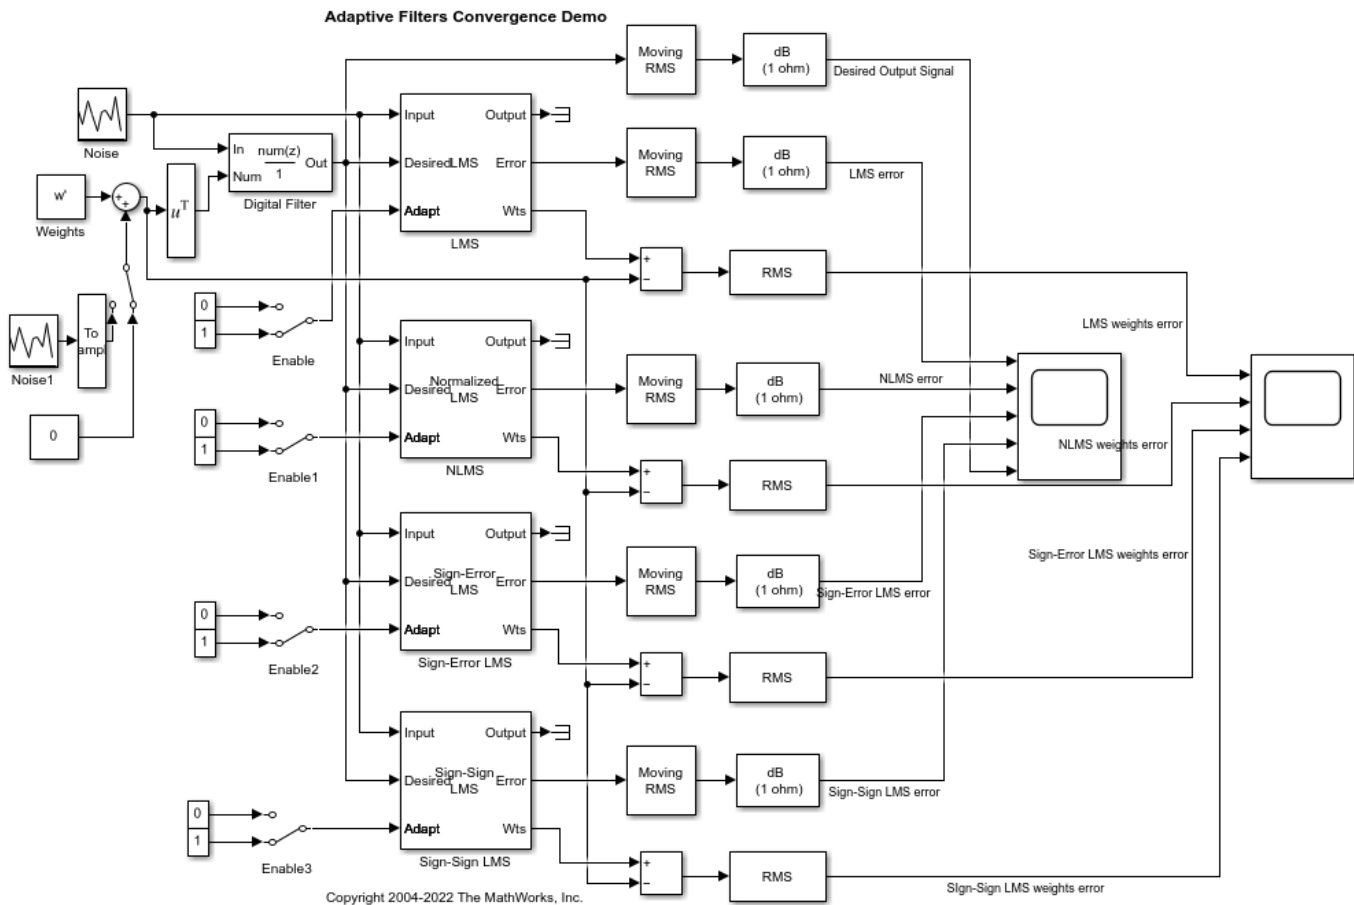 Adaptive Filters Convergence Demo
Moving
RMS
dB
(1 ohm)
Desired Output Signal
Noise
In
Num
num(z)
1
Out
Digital Filter
Input
Desired
Adapt
LMS
Output
Error
Wts
LMS
Moving
RMS
dB
(1 ohm)
LMS error
w'
Weights
+
+
uT
+
−
RMS
LMS weights error
Noise1
To
ampl
0
0
1
Enable
Input
Desired
Adapt
Normalized
LMS
Output
Error
Wts
NLMS
Moving
RMS
dB
(1 ohm)
NLMS error
0
1
Enable1
+
−
RMS
NLMS weights error
Input
Desired
Adapt
Sign-Error
LMS
Output
Error
Wts
Sign-Error LMS
Moving
RMS
dB
(1 ohm)
Sign-Error LMS error
0
1
Enable2
+
−
RMS
Sign-Error LMS weights error
Input
Desired
Adapt
Sign-Sign
LMS
Output
Error
Wts
Sign-Sign LMS
Moving
RMS
dB
(1 ohm)
Sign-Sign LMS error
0
1
Enable3
+
−
RMS
SIgn-Sign LMS weights error
Copyright 2004-2022 The MathWorks, Inc.